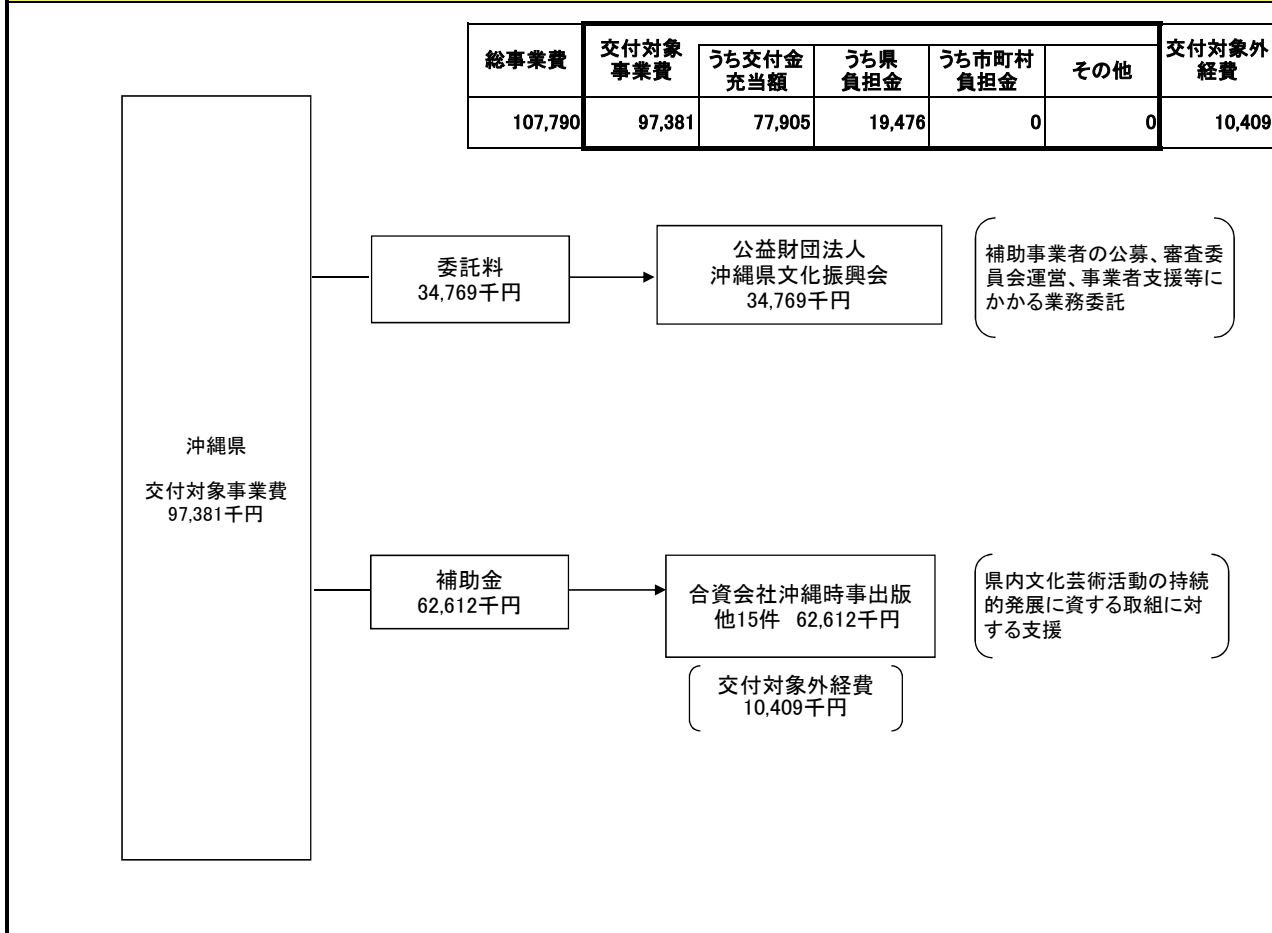 総事業費
交付対象
事業費
うち交付金
充当額
うち県
負担金
うち市町村
負担金
その他
交付対象外
経費
107,790
97,381
77,905
19,476
0
0
10,409
委託料
34,769千円
公益財団法人
沖縄県文化振興会
34,769千円
補助事業者の公募、審査委
員会運営、事業者支援等に
かかる業務委託
沖縄県
交付対象事業費
97,381千円
補助金
62,612千円
合資会社沖縄時事出版
他15件 62,612千円
県内文化芸術活動の持続
的発展に資する取組に対
する支援
交付対象外経費
10,409千円